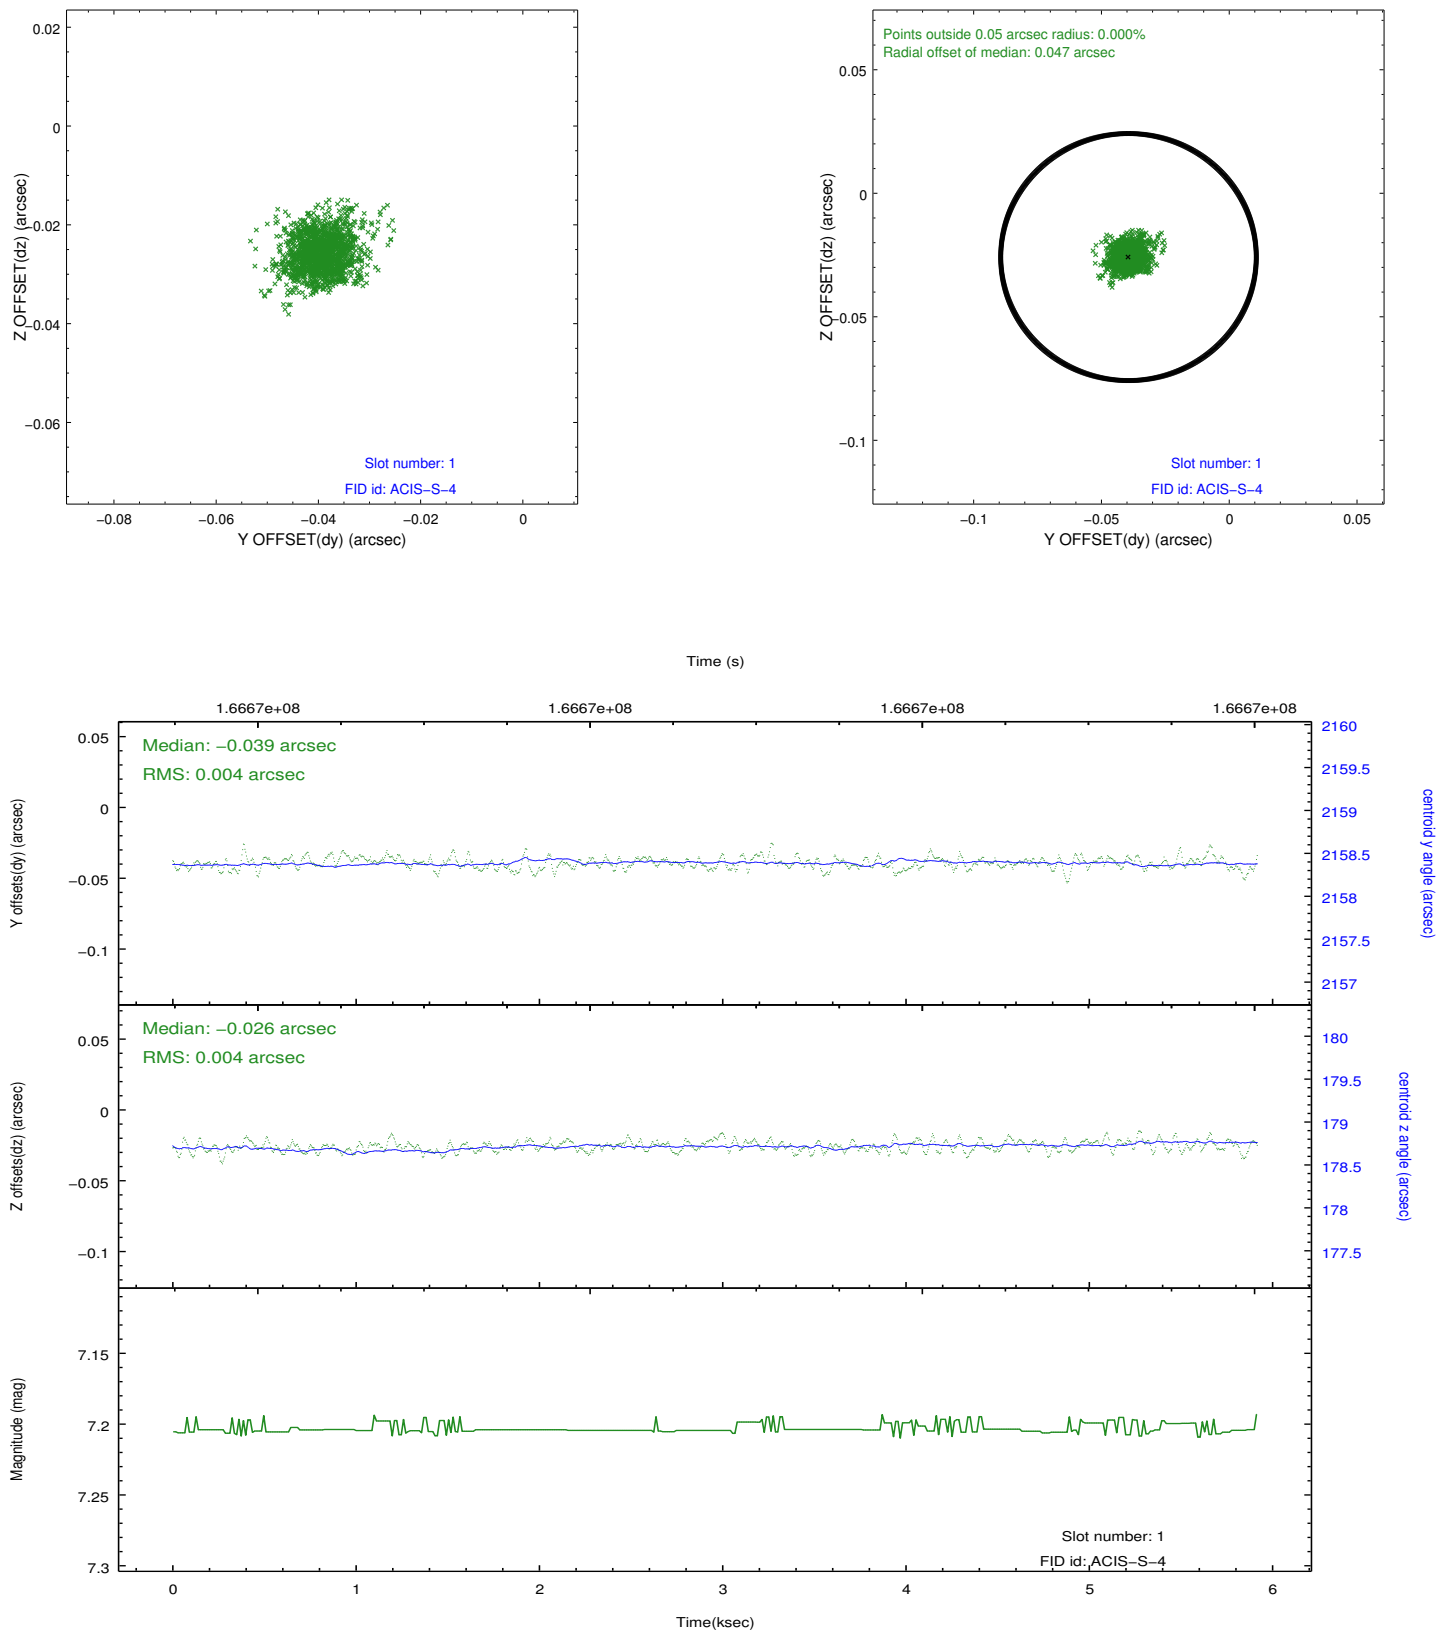 0.02
0
−0.02
−0.04
−0.06
Z OFFSET(dz) (arcsec)
Slot number: 1
FID id: ACIS−S−4
−0.08
−0.06
−0.04
−0.02
0
Y OFFSET(dy) (arcsec)
Points outside 0.05 arcsec radius: 0.000%
Radial offset of median: 0.047 arcsec
0.05
0
−0.05
−0.1
Z OFFSET(dz) (arcsec)
Slot number: 1
FID id: ACIS−S−4
−0.1
−0.05
0
0.05
Y OFFSET(dy) (arcsec)
Time (s)
1.6667e+08
1.6667e+08
1.6667e+08
1.6667e+08
Median: −0.039 arcsec
RMS: 0.004 arcsec
0.05
0
−0.05
−0.1
Y offsets(dy) (arcsec)
2160
2159.5
2159
2158.5
2158
2157.5
2157
centroid y angle (arcsec)
Median: −0.026 arcsec
RMS: 0.004 arcsec
0.05
0
−0.05
−0.1
Z offsets(dz) (arcsec)
180
179.5
179
178.5
178
177.5
centroid z angle (arcsec)
7.15
7.2
7.25
7.3
Magnitude (mag)
Slot number: 1
FID id: ACIS−S−4
0
1
2
3
4
5
6
Time(ksec)